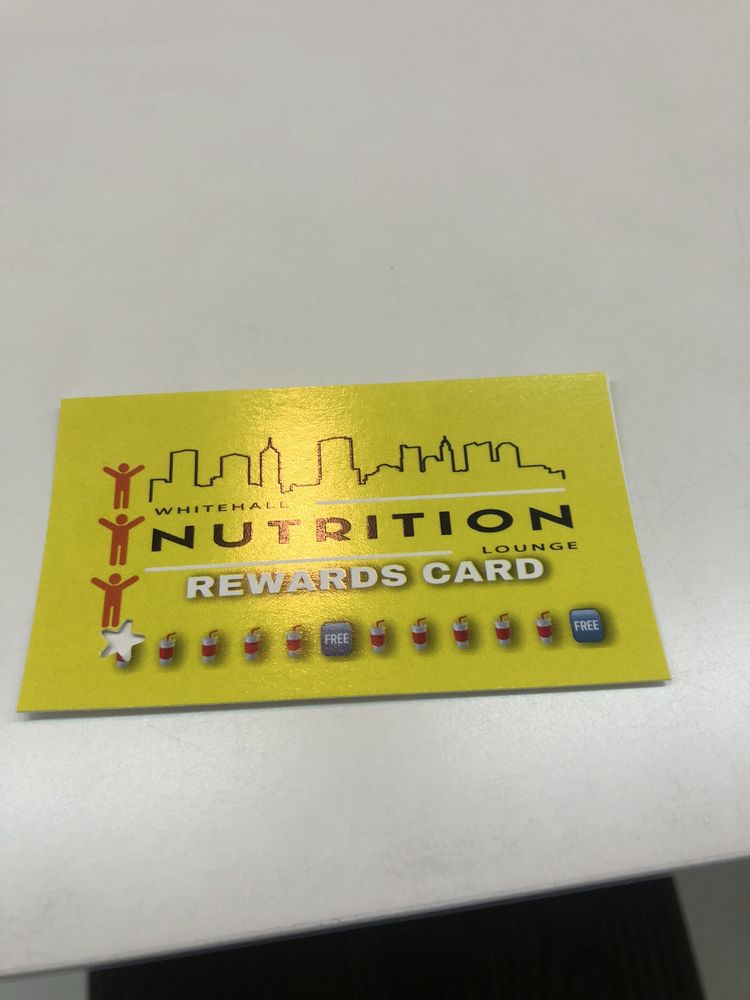 WHITEHALL
NUTRITION
LOUNGE
REWARDS CARD
FREE FREE